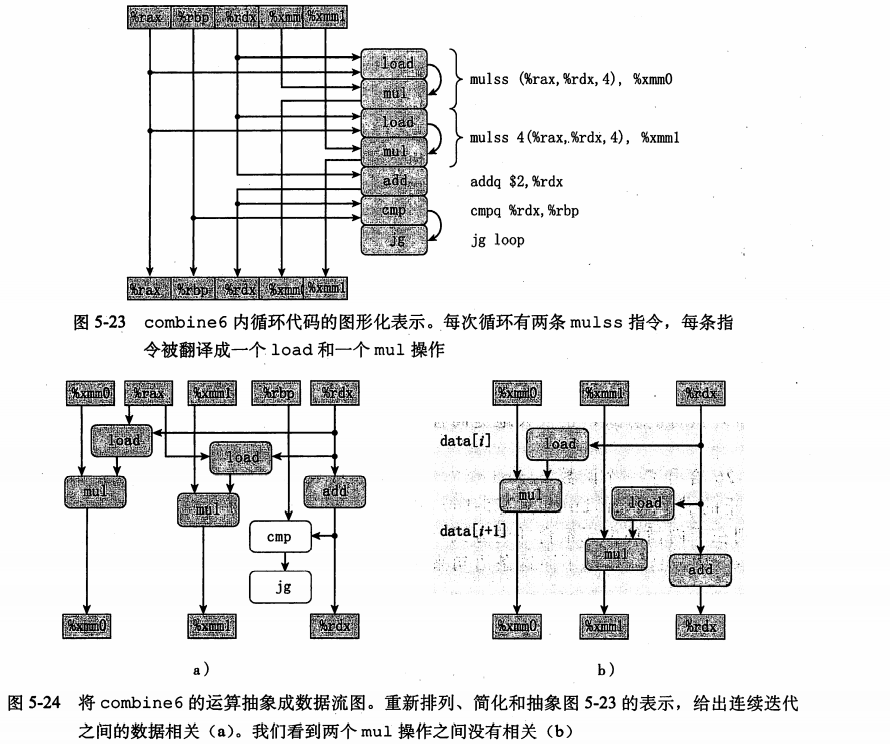 %rax %rbp %rdx %xmm0 %xmm1
load
mul
mulss (%rax,%rdx,4), %xmm0
load
mul
mulss 4(%rax,%rdx,4), %xmm1
add
addq $2,%rdx
cmp
cmpq %rdx,%rbp
jg
jg loop
%rax %rbp %rdx %xmm0 %xmm1
图 5-23 combine6 内循环代码的图形化表示。每次循环有两条 mulss 指令，每条指
令被翻译成一个 load 和一个 mul 操作
%xmm0 %rax %xmm1 %rbp %rdx
load
load
mul
mul
add
cmp
jg
%xmm0 %xmm1 %rdx
a）
%xmm0 %xmm1 %rdx
data[i]
load
mul
load
data[i+1]
mul
add
%xmm0 %xmm1 %rdx
b）
图 5-24 将 combine6 的运算抽象成数据流图。重新排列、简化和抽象图 5-23 的表示，给出连续迭代
之间的数据相关（a）。我们看到两个 mul 操作之间没有相关（b）